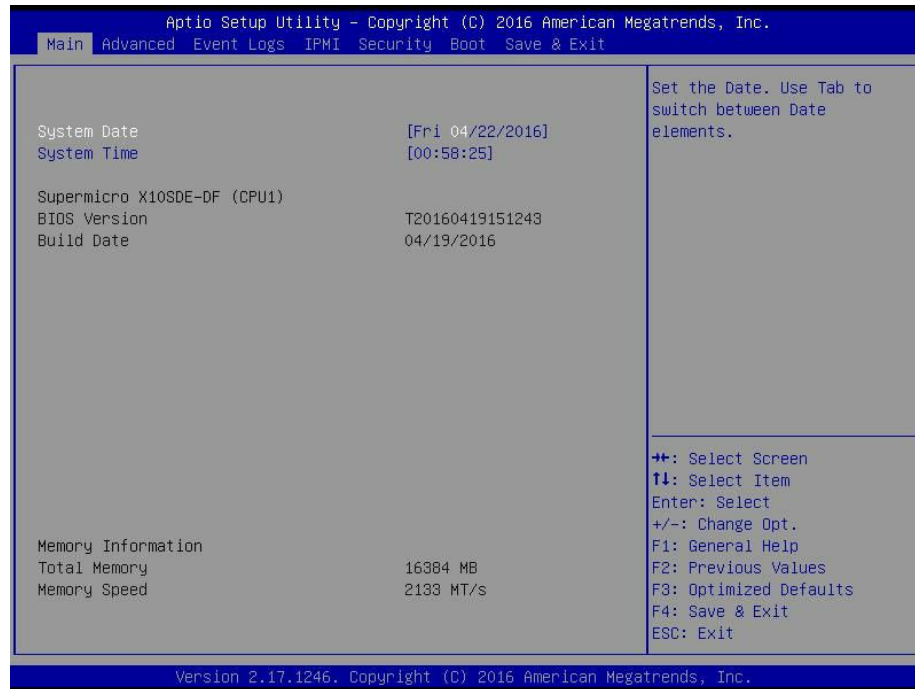 Aptio Setup Utility – Copyright (C) 2016 American Megatrends, Inc.
Main Advanced Event Logs IPMI Security Boot Save & Exit
System Date [Fri 04/22/2016]
System Time [00:58:25]
Supermicro X10SDE-DF (CPU1)
BIOS Version T20160419151243
Build Date 04/19/2016
Memory Information
Total Memory 16384 MB
Memory Speed 2133 MT/s
Set the Date. Use Tab to
switch between Date
elements.
→←: Select Screen
↑↓: Select Item
Enter: Select
+/-: Change Opt.
F1: General Help
F2: Previous Values
F3: Optimized Defaults
F4: Save & Exit
ESC: Exit
Version 2.17.1246. Copyright (C) 2016 American Megatrends, Inc.